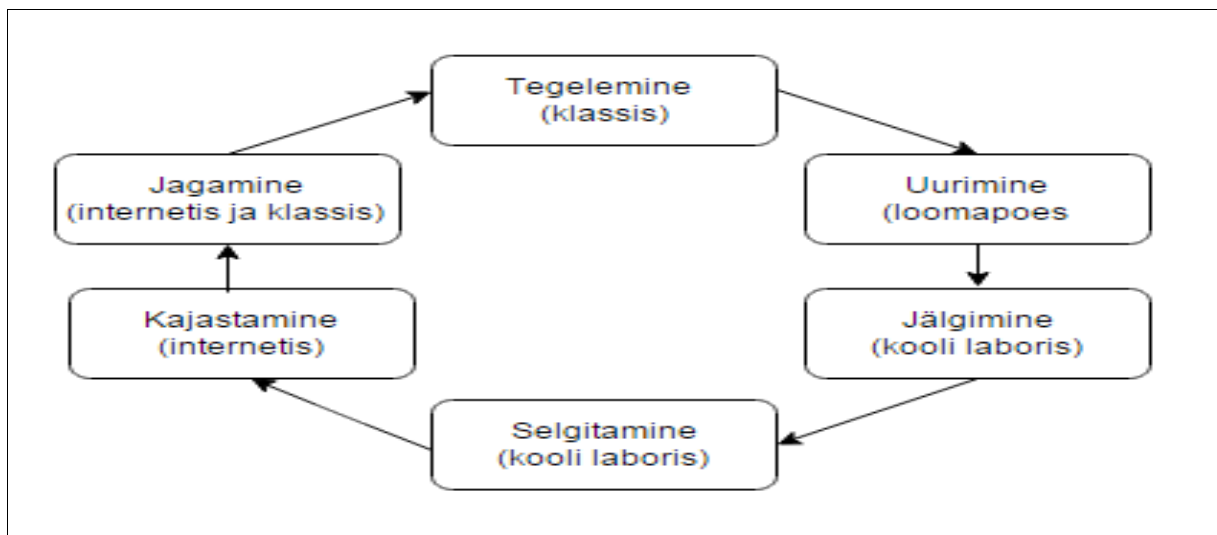 Tegelemine
(klassis)
Uurimine
(loomapoes
Jälgimine
(kooli laboris)
Selgitamine
(kooli laboris)
Kajastamine
(internetis)
Jagamine
(internetis ja klassis)